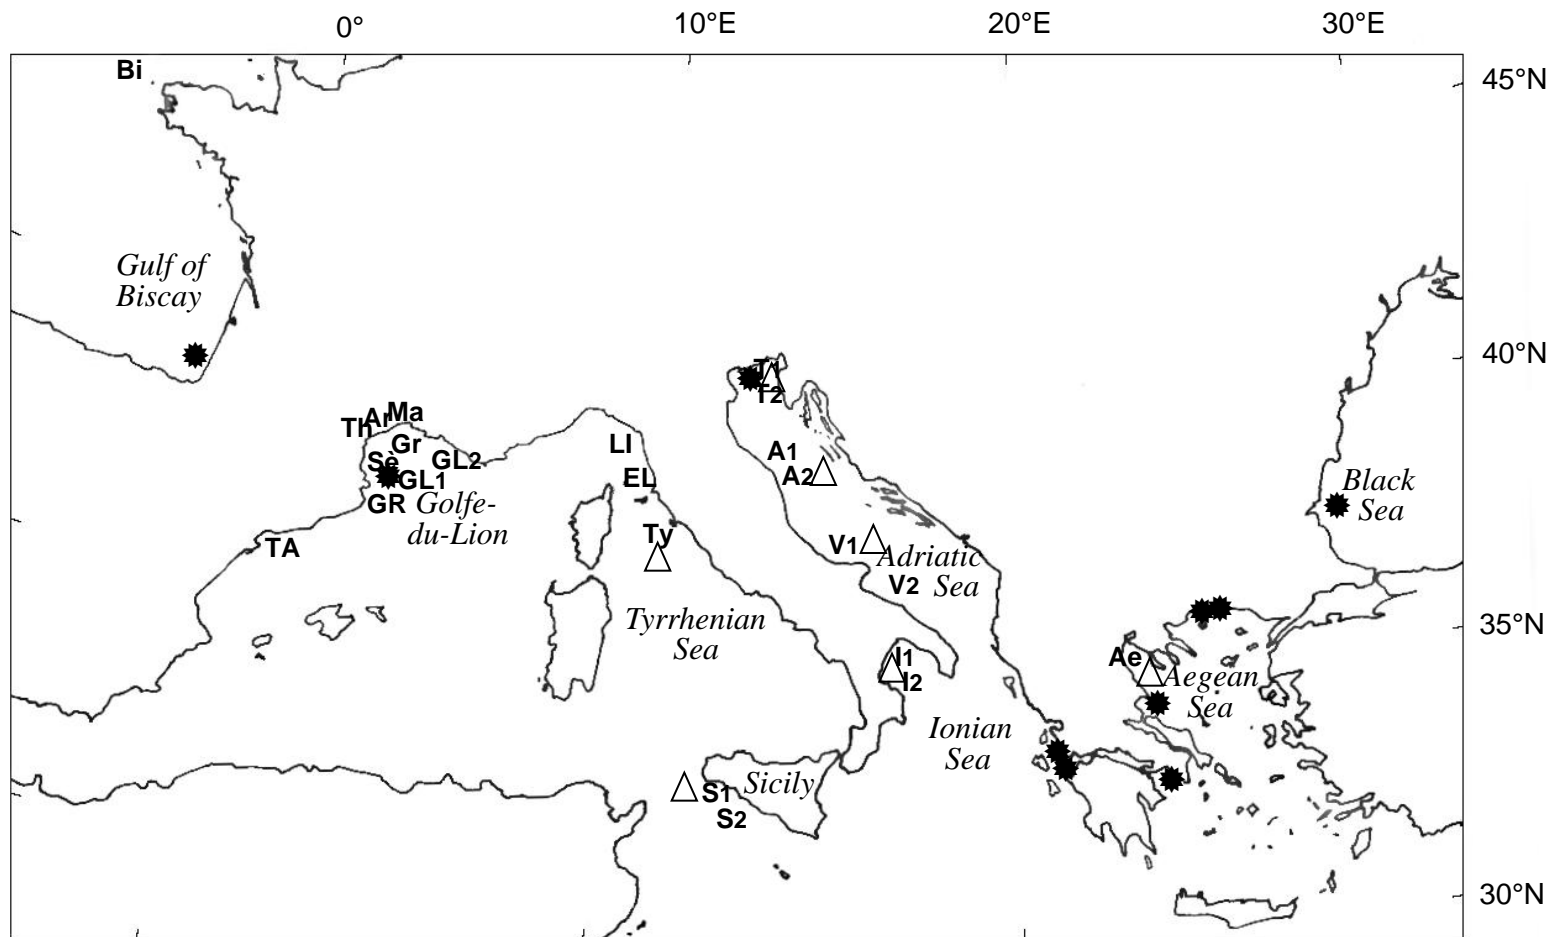 0°
10°E
20°E
30°E
Bi
45°N
Gulf of
Biscay
40°N
T1
T2
Ar
Ma
Th
Gr
Sè
GL2
GL1
GR
Golfe-
du-Lion
LI
EL
A1
A2
Black
Sea
TA
Ty
V1
Adriatic
Sea
V2
Tyrrhenian
Sea
35°N
I1
I2
Ae
Aegean
Sea
Ionian
Sea
Sicily
S1
S2
30°N